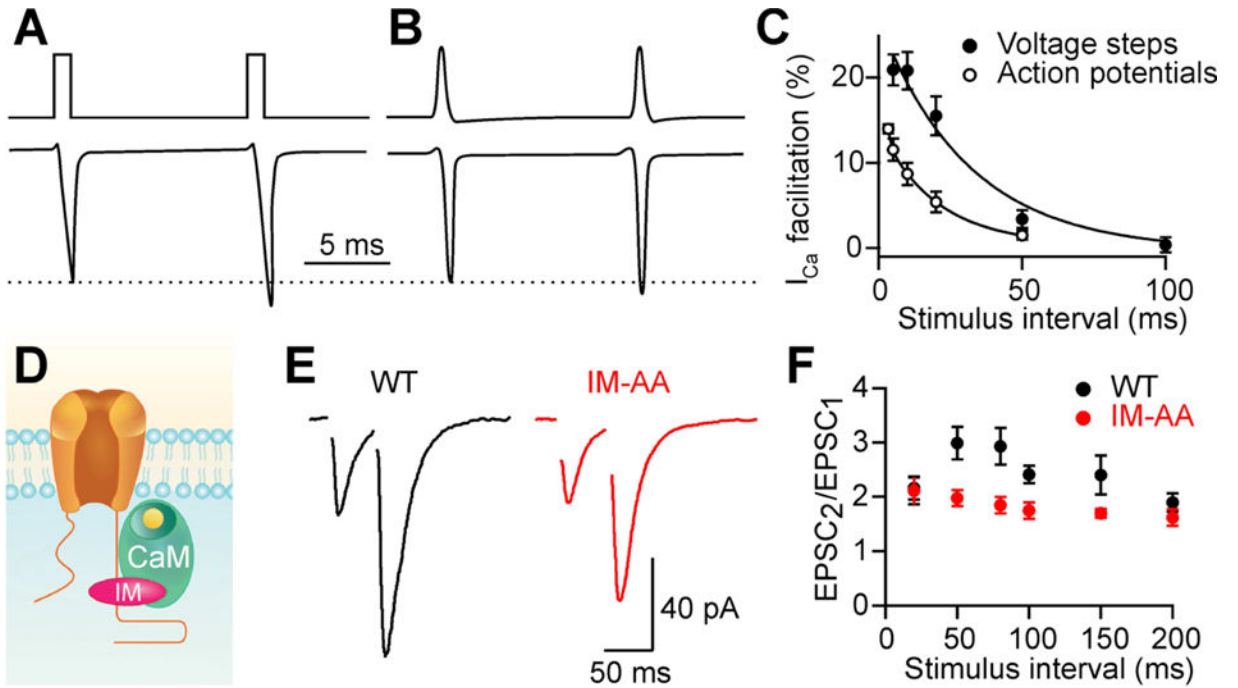 A
5 ms
B
C
I_Ca facilitation (%)
20
10
0
Voltage steps
Action potentials
0
50
100
Stimulus interval (ms)
D
CaM
IM
E
WT
IM-AA
40 pA
50 ms
F
EPSC₂/EPSC₁
4
3
2
1
0
WT
IM-AA
0
50
100
150
200
Stimulus interval (ms)